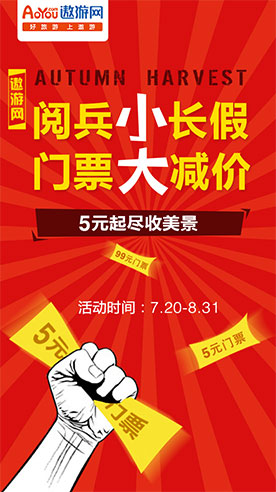 AoYou.com 遨游网
好旅游上遨游
遨游网
AUTUMN HARVEST
阅兵小长假
门票大减价
5元起尽收美景
99元门票
活动时间：7.20-8.31
5元门票
5元门票